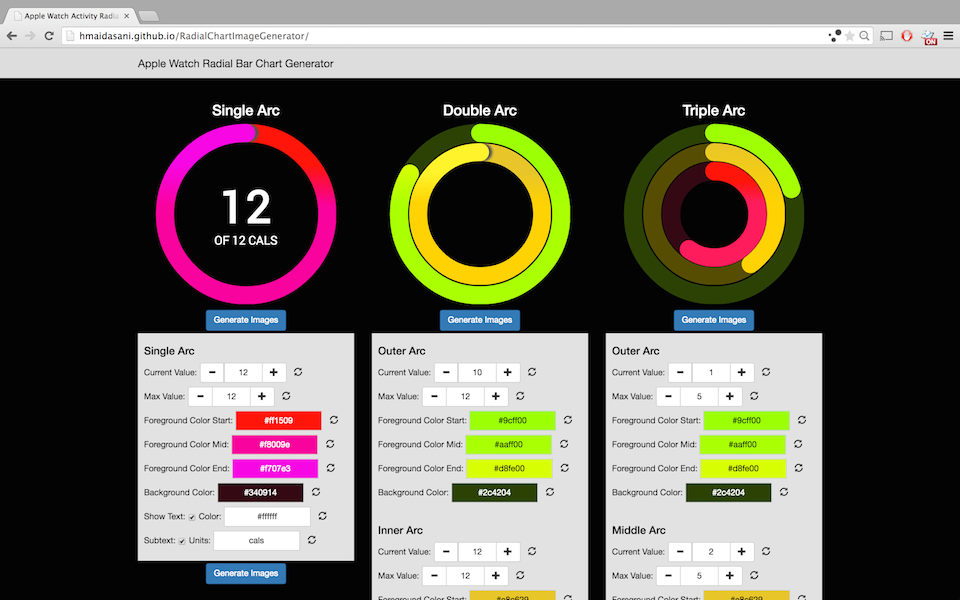 Apple Watch Activity Radia
hmaidasani.github.io/RadialChartImageGenerator/
ON
Apple Watch Radial Bar Chart Generator
Single Arc
12
OF 12 CALS
Generate Images
Single Arc
Current Value: - 12 +
Max Value: - 12 +
Foreground Color Start: #ff1509
Foreground Color Mid: #f8009e
Foreground Color End: #f707e3
Background Color: #340914
Show Text: Color: #ffffff
Subtext: Units: cals
Generate Images
Double Arc
Generate Images
Outer Arc
Current Value: - 10 +
Max Value: - 12 +
Foreground Color Start: #9cff00
Foreground Color Mid: #aaff00
Foreground Color End: #d8fe00
Background Color: #2c4204
Inner Arc
Current Value: - 12 +
Max Value: - 12 +
Foreground Color Start: #e8c629
Triple Arc
Generate Images
Outer Arc
Current Value: - 1 +
Max Value: - 5 +
Foreground Color Start: #9cff00
Foreground Color Mid: #aaff00
Foreground Color End: #d8fe00
Background Color: #2c4204
Middle Arc
Current Value: - 2 +
Max Value: - 5 +
Foreground Color Start: #e8c629